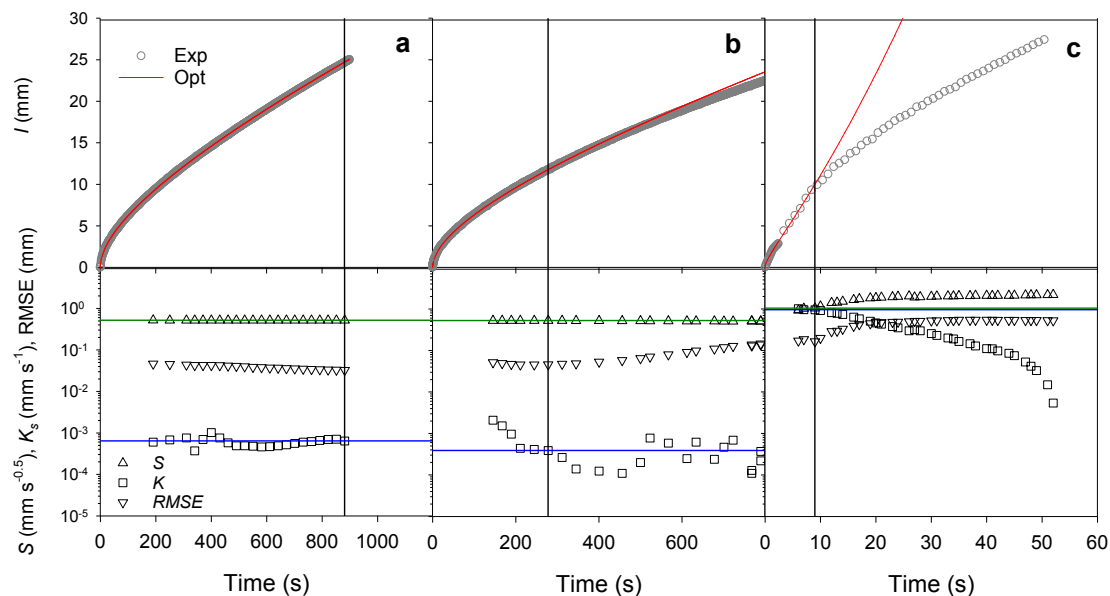 30
25
20
15
10
5
0
I (mm)
Exp
Opt
a
b
c
S (mm s-0.5), Ks (mm s-1), RMSE (mm)
100
10-1
10-2
10-3
10-4
10-5
S
K
RMSE
0 200 400 600 800 1000
0 200 400 600
0 10 20 30 40 50 60
Time (s) Time (s) Time (s)